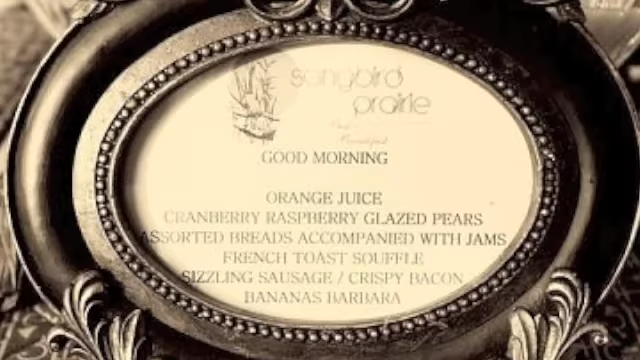 songbird
prairie
Breakfast
GOOD MORNING
ORANGE JUICE
CRANBERRY RASPBERRY GLAZED PEARS
ASSORTED BREADS ACCOMPANIED WITH JAMS
FRENCH TOAST SOUFFLE
SIZZLING SAUSAGE / CRISPY BACON
BANANAS BARBARA